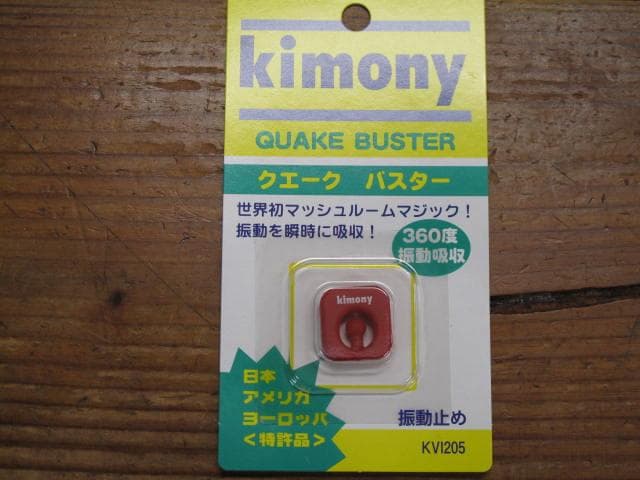 kimony
QUAKE BUSTER
クエーク バスター
世界初マッシュルームマジック！
振動を瞬時に吸収！
360度
振動吸収
kimony
日本
アメリカ
ヨーロッパ
＜特許品＞
振動止め
KVI205